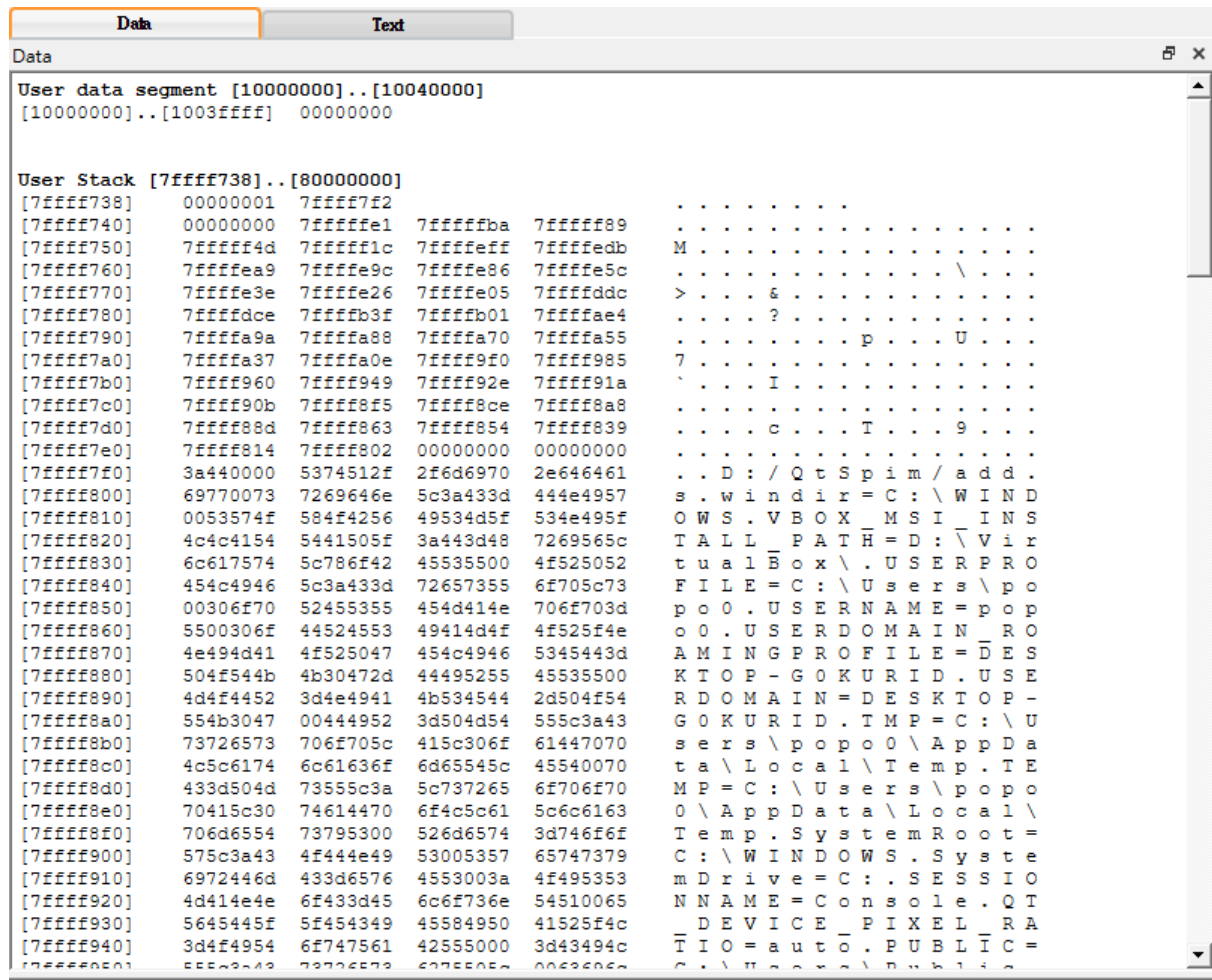 Data Text
Data
User data segment [10000000]..[10040000]
[10000000]..[1003ffff] 00000000
User Stack [7ffff738]..[80000000]
[7ffff738] 00000001 7ffff7f2 . . . . . . . .
[7ffff740] 00000000 7fffffe1 7fffffba 7fffff89 . . . . . . . . . . . . . . . .
[7ffff750] 7fffff4d 7fffff1c 7ffffeff 7ffffedb M . . . . . . . . . . . . . . .
[7ffff760] 7ffffea9 7ffffe9c 7ffffe86 7ffffe5c . . . . . . . . . . . . \ . . .
[7ffff770] 7ffffe3e 7ffffe26 7ffffe05 7ffffddc > . . . & . . . . . . . . . . .
[7ffff780] 7ffffdce 7ffffb3f 7ffffb01 7ffffae4 . . . . ? . . . . . . . . . . .
[7ffff790] 7ffffa9a 7ffffa88 7ffffa70 7ffffa55 . . . . . . . . p . . . U . . .
[7ffff7a0] 7ffffa37 7ffffa0e 7ffff9f0 7ffff985 7 . . . . . . . . . . . . . . .
[7ffff7b0] 7ffff960 7ffff949 7ffff92e 7ffff91a ` . . . I . . . . . . . . . . .
[7ffff7c0] 7ffff90b 7ffff8f5 7ffff8ce 7ffff8a8 . . . . . . . . . . . . . . . .
[7ffff7d0] 7ffff88d 7ffff863 7ffff854 7ffff839 . . . . c . . . T . . . 9 . . .
[7ffff7e0] 7ffff814 7ffff802 00000000 00000000 . . . . . . . . . . . . . . . .
[7ffff7f0] 3a440000 5374512f 2f6d6970 2e646461 . . D : / Q t S p i m / a d d .
[7ffff800] 69770073 7269646e 5c3a433d 444e4957 s . w i n d i r = C : \ W I N D
[7ffff810] 0053574f 584f4256 49534d5f 534e495f O W S . V B O X _ M S I _ I N S
[7ffff820] 4c4c4154 5441505f 3a443d48 7269565c T A L L _ P A T H = D : \ V i r
[7ffff830] 6c617574 5c786f42 45535500 4f525052 t u a l B o x \ . U S E R P R O
[7ffff840] 454c4946 5c3a433d 72657355 6f705c73 F I L E = C : \ U s e r s \ p o
[7ffff850] 00306f70 52455355 454d414e 706f703d p o 0 . U S E R N A M E = p o p
[7ffff860] 5500306f 44524553 49414d4f 4f525f4e o 0 . U S E R D O M A I N _ R O
[7ffff870] 4e494d41 4f525047 454c4946 5345443d A M I N G P R O F I L E = D E S
[7ffff880] 504f544b 4b30472d 44495255 45535500 K T O P - G 0 K U R I D . U S E
[7ffff890] 4d4f4452 3d4e4941 4b534544 2d504f54 R D O M A I N = D E S K T O P -
[7ffff8a0] 554b3047 00444952 3d504d54 555c3a43 G 0 K U R I D . T M P = C : \ U
[7ffff8b0] 73726573 706f705c 415c306f 61447070 s e r s \ p o p o 0 \ A p p D a
[7ffff8c0] 4c5c6174 6c61636f 6d65545c 45540070 t a \ L o c a l \ T e m p . T E
[7ffff8d0] 433d504d 73555c3a 5c737265 6f706f70 M P = C : \ U s e r s \ p o p o
[7ffff8e0] 70415c30 74614470 6f4c5c61 5c6c6163 0 \ A p p D a t a \ L o c a l \
[7ffff8f0] 706d6554 73795300 526d6574 3d746f6f T e m p . S y s t e m R o o t =
[7ffff900] 575c3a43 4f444e49 53005357 65747379 C : \ W I N D O W S . S y s t e
[7ffff910] 6972446d 433d6576 4553003a 4f495353 m D r i v e = C : . S E S S I O
[7ffff920] 4d414e4e 6f433d45 6c6f736e 54510065 N N A M E = C o n s o l e . Q T
[7ffff930] 5645445f 5f454349 45584950 41525f4c _ D E V I C E _ P I X E L _ R A
[7ffff940] 3d4f4954 6f747561 42555000 3d43494c T I O = a u t o . P U B L I C =